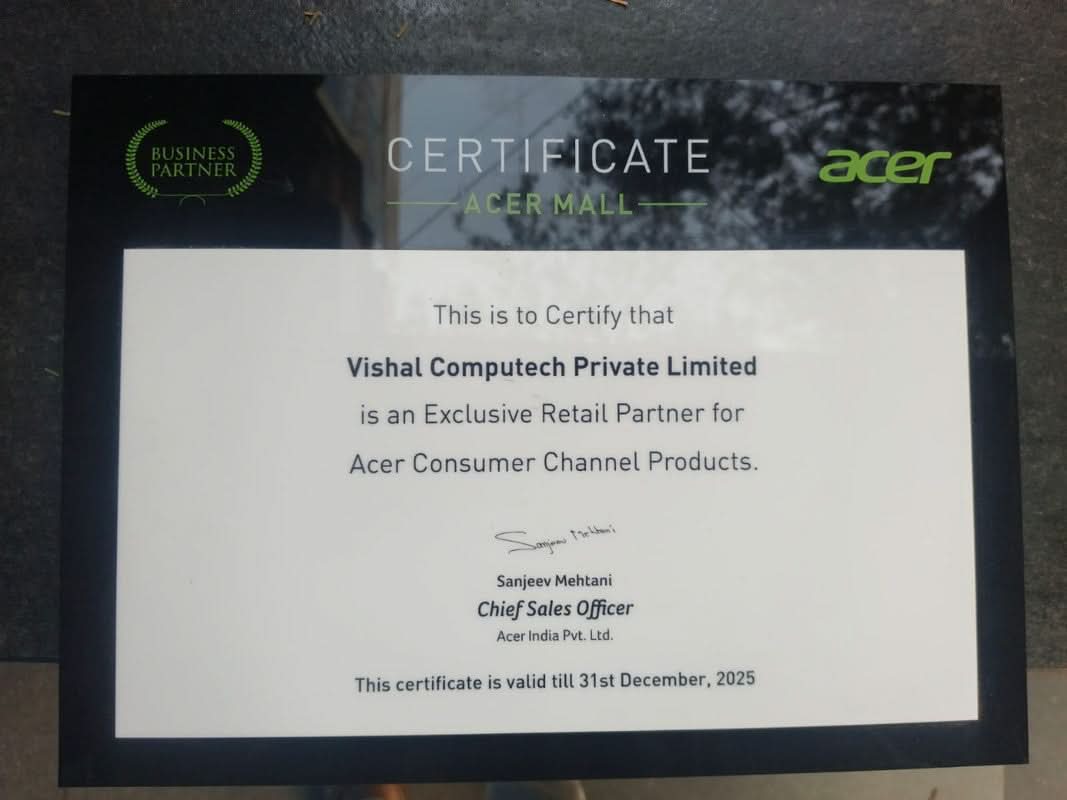 BUSINESS
PARTNER
CERTIFICATE
ACER MALL
acer
This is to Certify that
Vishal Computech Private Limited
is an Exclusive Retail Partner for
Acer Consumer Channel Products.
Sanjeev Mehtani
Sanjeev Mehtani
Chief Sales Officer
Acer India Pvt. Ltd.
This certificate is valid till 31st December, 2025